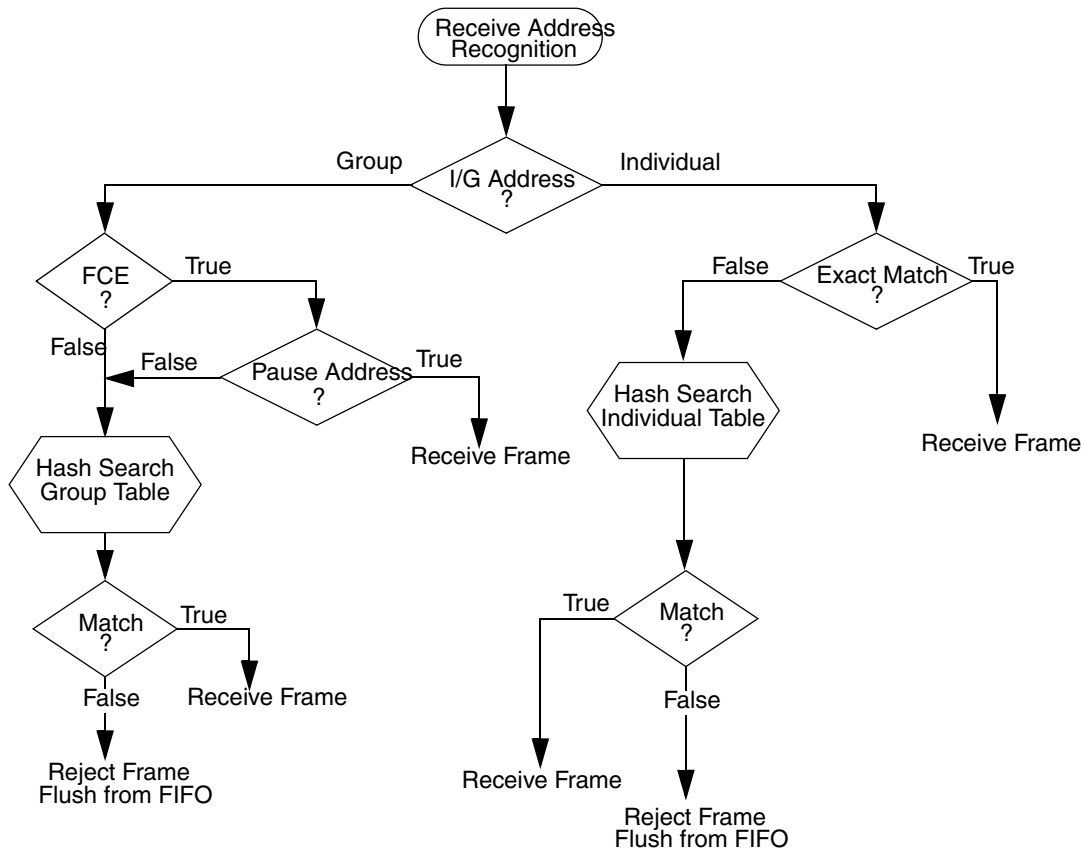 Receive Address
Recognition
Group
Individual
I/G Address
?
FCE
?
True
False
Exact Match
?
True
False
False
Pause Address
?
True
Hash Search
Individual Table
Receive Frame
Receive Frame
Hash Search
Group Table
Match
?
True
True
Match
?
False
Receive Frame
False
Reject Frame
Flush from FIFO
Receive Frame
Reject Frame
Flush from FIFO